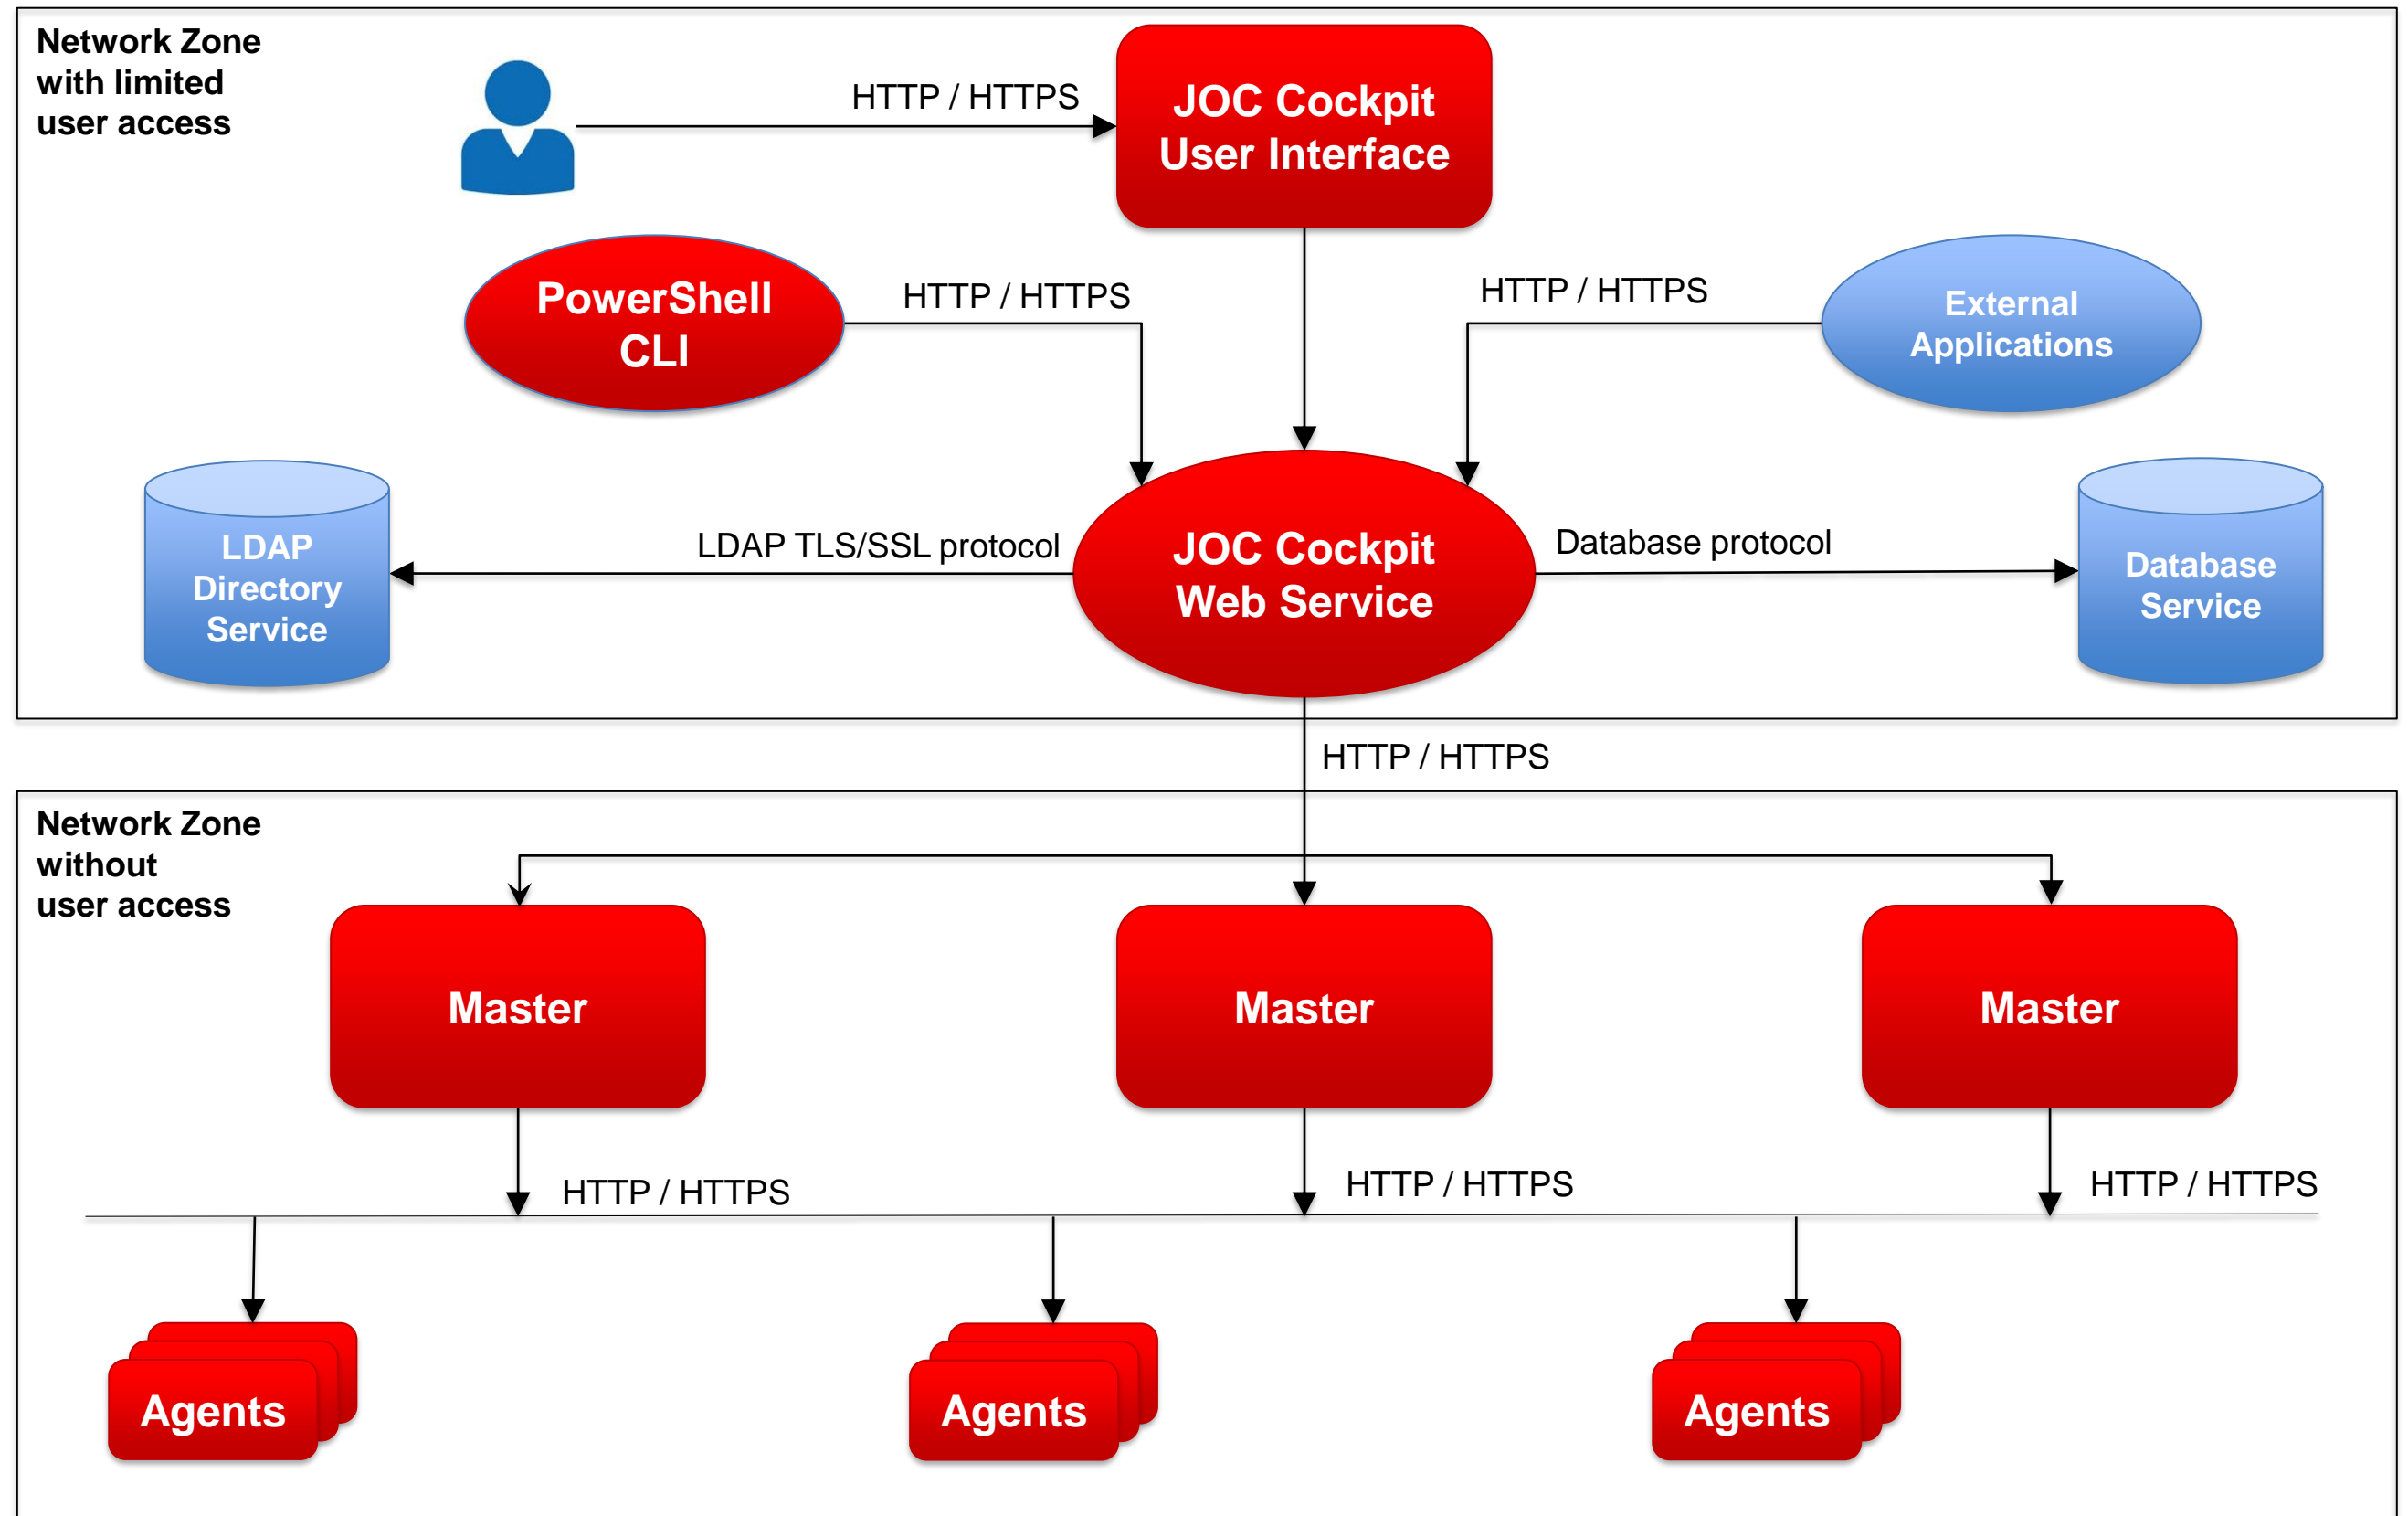 Network Zone
with limited
user access
HTTP / HTTPS
JOC Cockpit
User Interface
PowerShell
CLI
HTTP / HTTPS
HTTP / HTTPS
External
Applications
LDAP
Directory
Service
LDAP TLS/SSL protocol
JOC Cockpit
Web Service
Database protocol
Database
Service
HTTP / HTTPS
Network Zone
without
user access
Master
Master
Master
HTTP / HTTPS
HTTP / HTTPS
HTTP / HTTPS
Agents
Agents
Agents